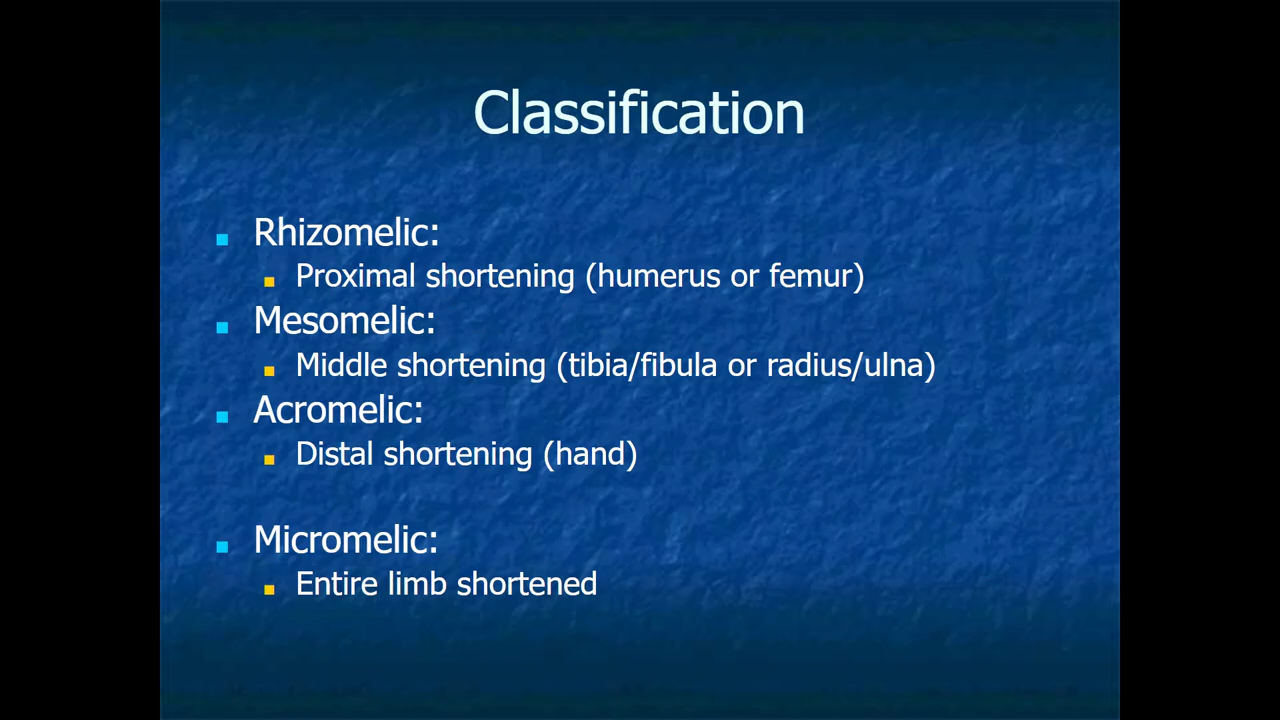 Classification
Rhizomelic:
Proximal shortening (humerus or femur)
Mesomelic:
Middle shortening (tibia/fibula or radius/ulna)
Acromelic:
Distal shortening (hand)
Micromelic:
Entire limb shortened